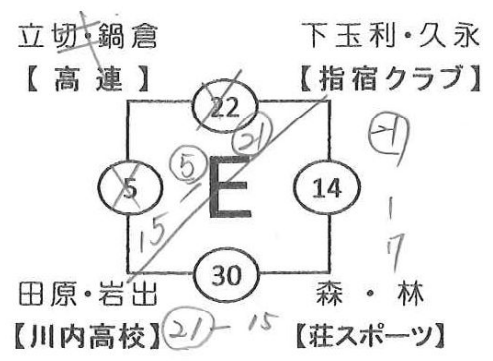 立切・鍋倉 下玉利・久永
【高連】 【指宿クラブ】
22
21
21
5 5 E 14
15
1
7
30
田原・岩出 森・林
【川内高校】 21-15 【荘スポーツ】